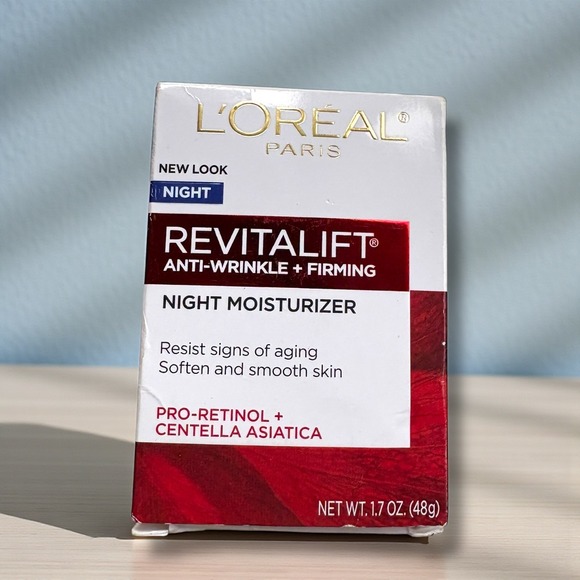 L'ORÉAL®
PARIS
NEW LOOK
NIGHT
REVITALIFT®
ANTI-WRINKLE + FIRMING
NIGHT MOISTURIZER
Resist signs of aging
Soften and smooth skin
PRO-RETINOL +
CENTELLA ASIATICA
NET WT. 1.7 OZ. (48g)